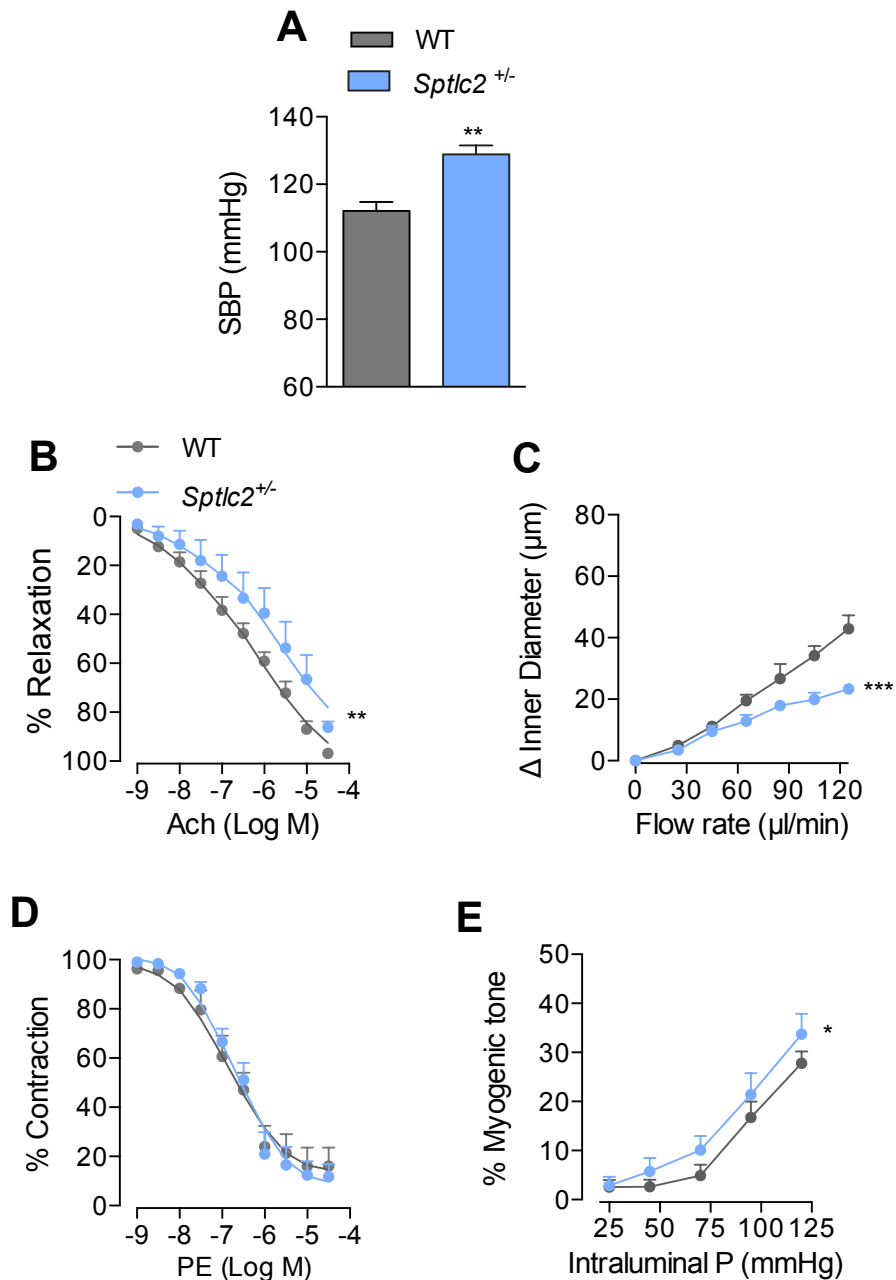 A
WT
Sptlc2 +/-
140
120
100
80
60
SBP (mmHg)
**
B
WT
Sptlc2+/-
0
20
40
60
80
100
% Relaxation
**
-9 -8 -7 -6 -5 -4
Ach (Log M)
C
80
60
40
20
0
Δ Inner Diameter (µm)
***
0 30 60 90 120
Flow rate (µl/min)
D
100
80
60
40
20
0
% Contraction
-9 -8 -7 -6 -5 -4
PE (Log M)
E
50
40
30
20
10
0
% Myogenic tone
*
25 50 75 100 125
Intraluminal P (mmHg)